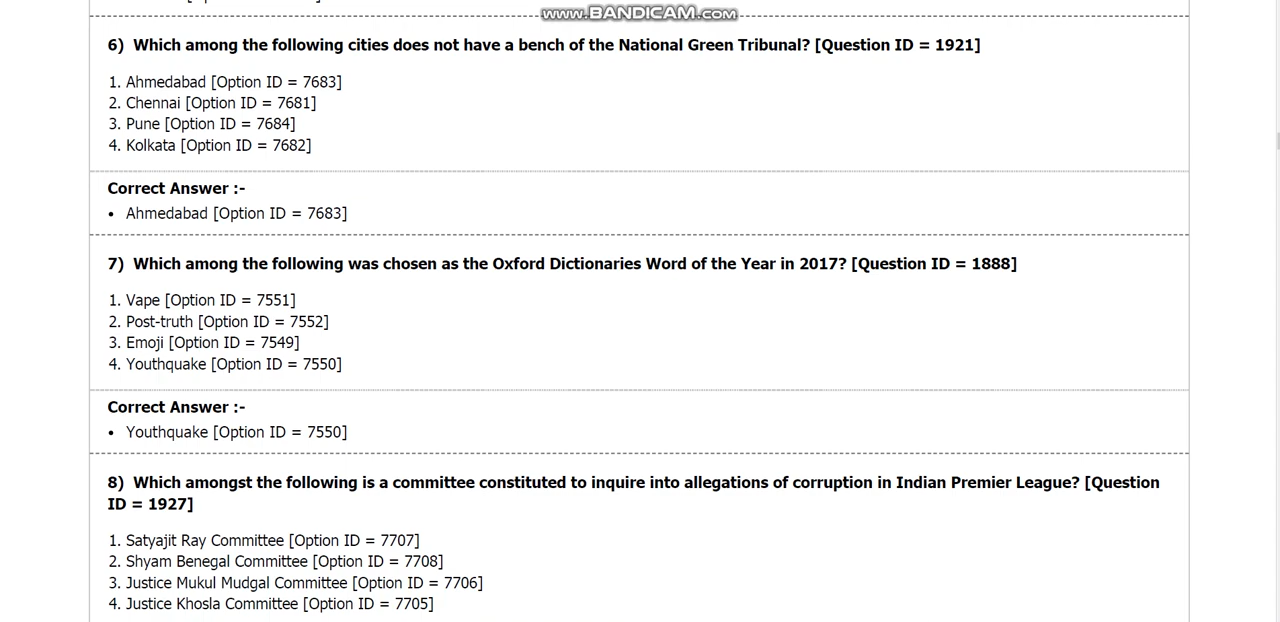 www.BANDICAM.com
6) Which among the following cities does not have a bench of the National Green Tribunal? [Question ID = 1921]
1. Ahmedabad [Option ID = 7683]
2. Chennai [Option ID = 7681]
3. Pune [Option ID = 7684]
4. Kolkata [Option ID = 7682]
Correct Answer :-
• Ahmedabad [Option ID = 7683]
7) Which among the following was chosen as the Oxford Dictionaries Word of the Year in 2017? [Question ID = 1888]
1. Vape [Option ID = 7551]
2. Post-truth [Option ID = 7552]
3. Emoji [Option ID = 7549]
4. Youthquake [Option ID = 7550]
Correct Answer :-
• Youthquake [Option ID = 7550]
8) Which amongst the following is a committee constituted to inquire into allegations of corruption in Indian Premier League? [Question
ID = 1927]
1. Satyajit Ray Committee [Option ID = 7707]
2. Shyam Benegal Committee [Option ID = 7708]
3. Justice Mukul Mudgal Committee [Option ID = 7706]
4. Justice Khosla Committee [Option ID = 7705]